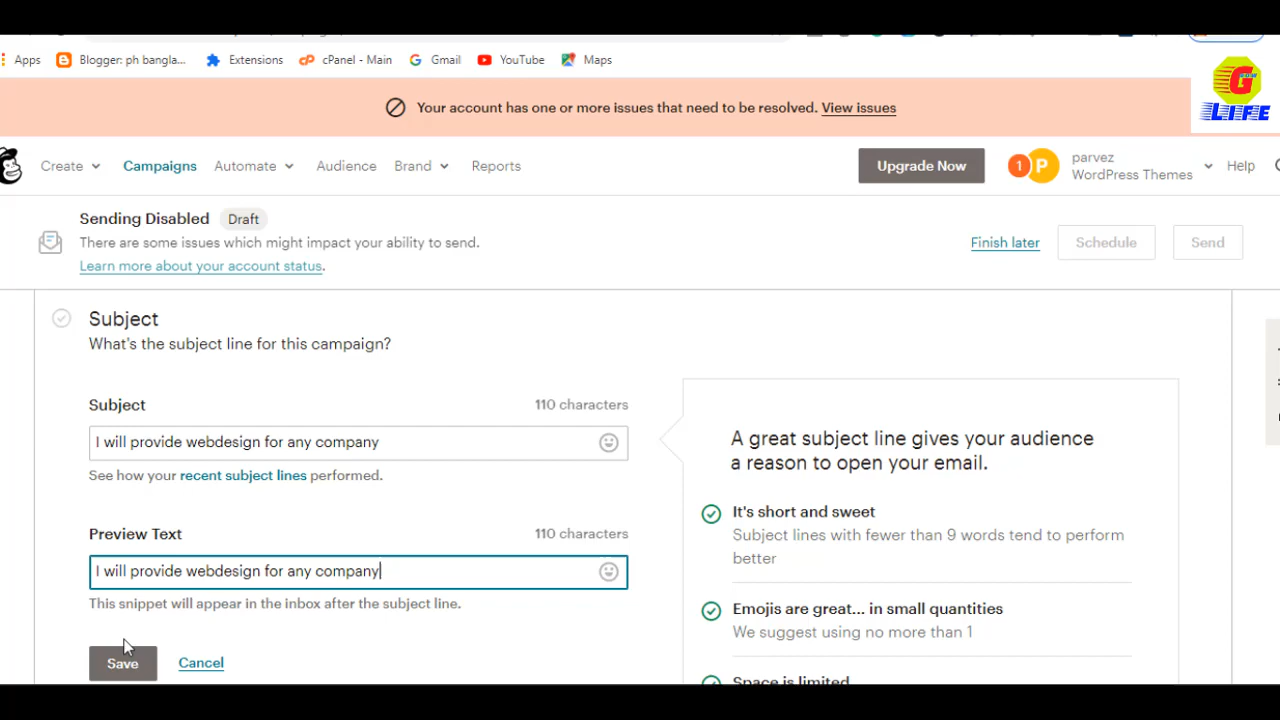 Apps
Blogger: ph bangla...
Extensions
cPanel - Main
Gmail
YouTube
Maps
G
LIFE
Your account has one or more issues that need to be resolved. View issues
Create
Campaigns
Automate
Audience
Brand
Reports
Upgrade Now
1
P
parvez
WordPress Themes
Help
Sending Disabled
Draft
There are some issues which might impact your ability to send.
Learn more about your account status.
Finish later
Schedule
Send
Subject
What's the subject line for this campaign?
Subject
110 characters
I will provide webdesign for any company
See how your recent subject lines performed.
Preview Text
110 characters
I will provide webdesign for any company
This snippet will appear in the inbox after the subject line.
Save
Cancel
A great subject line gives your audience
a reason to open your email.
It's short and sweet
Subject lines with fewer than 9 words tend to perform
better
Emojis are great... in small quantities
We suggest using no more than 1
Space is limited